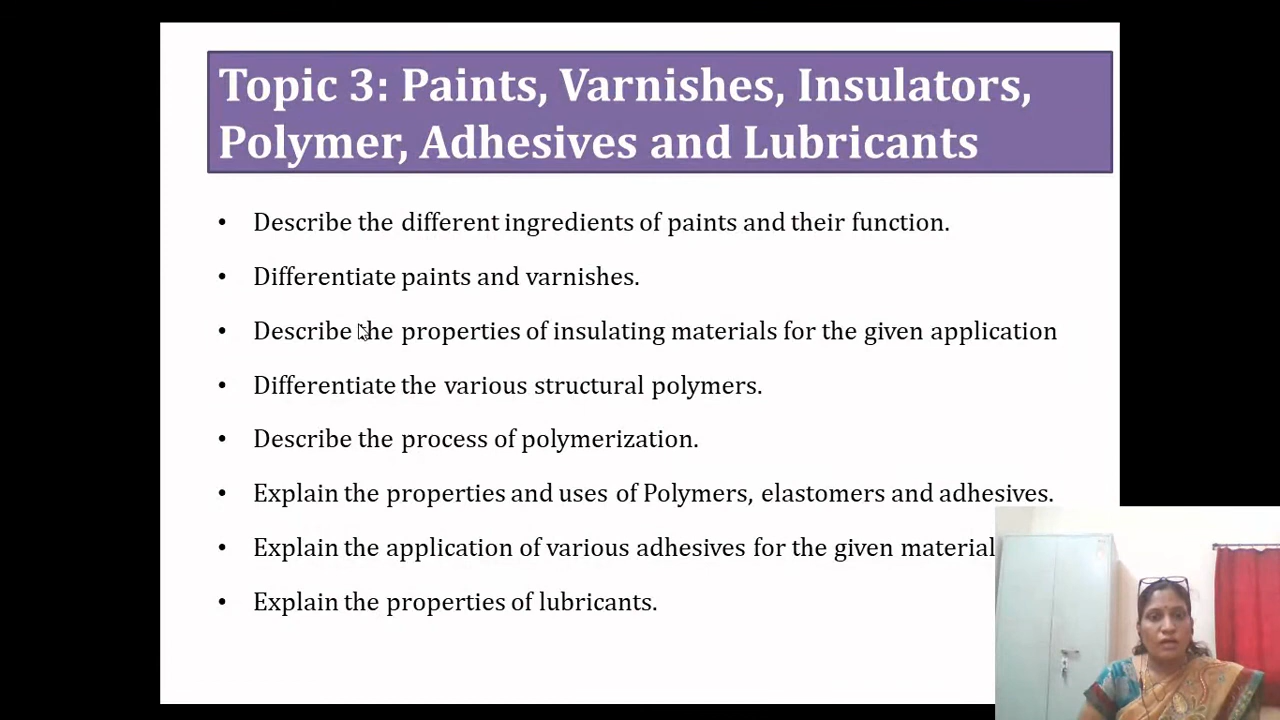 Topic 3: Paints, Varnishes, Insulators,
Polymer, Adhesives and Lubricants
• Describe the different ingredients of paints and their function.
• Differentiate paints and varnishes.
• Describe the properties of insulating materials for the given application
• Differentiate the various structural polymers.
• Describe the process of polymerization.
• Explain the properties and uses of Polymers, elastomers and adhesives.
• Explain the application of various adhesives for the given material
• Explain the properties of lubricants.